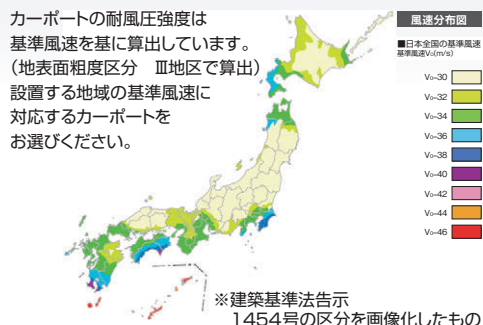 カーポートの耐風圧強度は
基準風速を基に算出しています。
（地表面粗度区分　Ⅲ地区で算出）
設置する地域の基準風速に
対応するカーポートを
お選びください。
風速分布図
■日本全国の基準風速
基準風速V₀(m/s)
V₀-30
V₀-32
V₀-34
V₀-36
V₀-38
V₀-40
V₀-42
V₀-44
V₀-46
※建築基準法告示
1454号の区分を画像化したもの